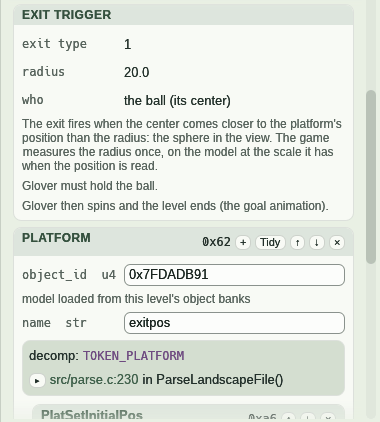 EXIT TRIGGER
exit type 1
radius 20.0
who the ball (its center)
The exit fires when the center comes closer to the platform's
position than the radius: the sphere in the view. The game
measures the radius once, on the model at the scale it has
when the position is read.
Glover must hold the ball.
Glover then spins and the level ends (the goal animation).
PLATFORM 0x62 + Tidy ↑ ↓ ×
object_id u4 0x7FDADB91
model loaded from this level's object banks
name str exitpos
decomp: TOKEN_PLATFORM
▸ src/parse.c:230 in ParseLandscapeFile()
PlatSetInitialPos 0xa6 ↑ ↓ ×